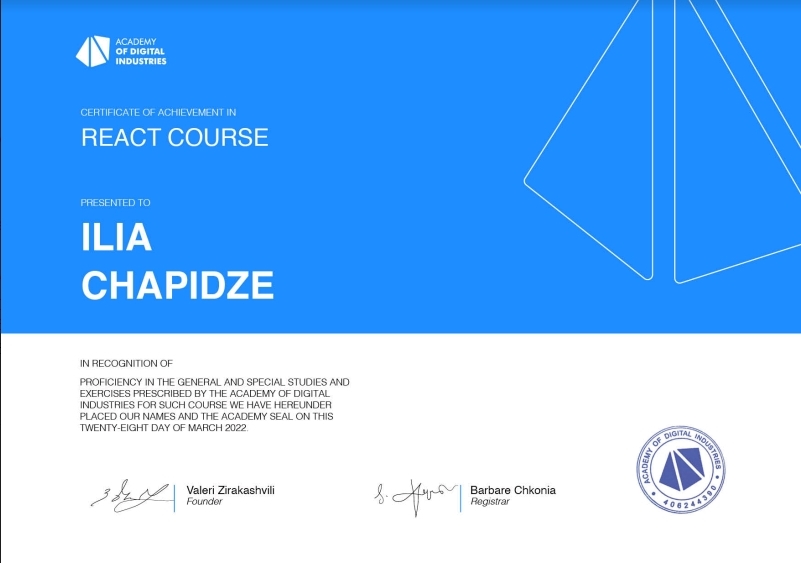 ACADEMY
OF DIGITAL
INDUSTRIES
CERTIFICATE OF ACHIEVEMENT IN
REACT COURSE
PRESENTED TO
ILIA
CHAPIDZE
IN RECOGNITION OF
PROFICIENCY IN THE GENERAL AND SPECIAL STUDIES AND
EXERCISES PRESCRIBED BY THE ACADEMY OF DIGITAL
INDUSTRIES FOR SUCH COURSE WE HAVE HEREUNDER
PLACED OUR NAMES AND THE ACADEMY SEAL ON THIS
TWENTY-EIGHT DAY OF MARCH 2022.
Valeri Zirakashvili
Founder
Barbare Chkonia
Registrar
ACADEMY OF DIGITAL INDUSTRIES
406244390